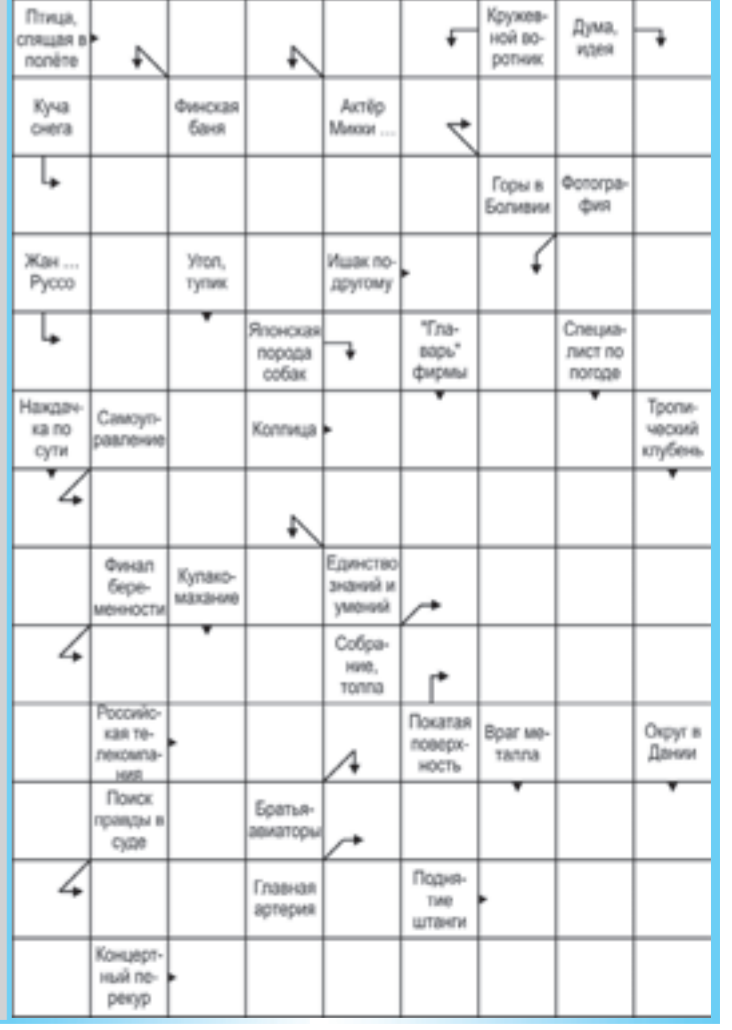 Птица,
спящая в
полёте
Кружев-
ной во-
ротник
Дума,
идея
Куча
снега
Финская
баня
Актёр
Микки ...
Горы в
Боливии
Фотогра-
фия
Жан ...
Руссо
Угол,
тупик
Ишак по-
другому
Японская
порода
собак
"Гла-
варь"
фирмы
Специа-
лист по
погоде
Наждач-
ка по
сути
Самоуп-
равление
Колпица
Тропи-
ческий
клубень
Финал
бере-
менности
Кулако-
махание
Единство
знаний и
умений
Собра-
ние,
толпа
Российс-
кая те-
лекомпа-
ния
Покатая
поверх-
ность
Враг ме-
талла
Округ в
Дании
Поиск
правды в
суде
Братья-
авиаторы
Главная
артерия
Подня-
тие
штанги
Концерт-
ный пе-
рекур